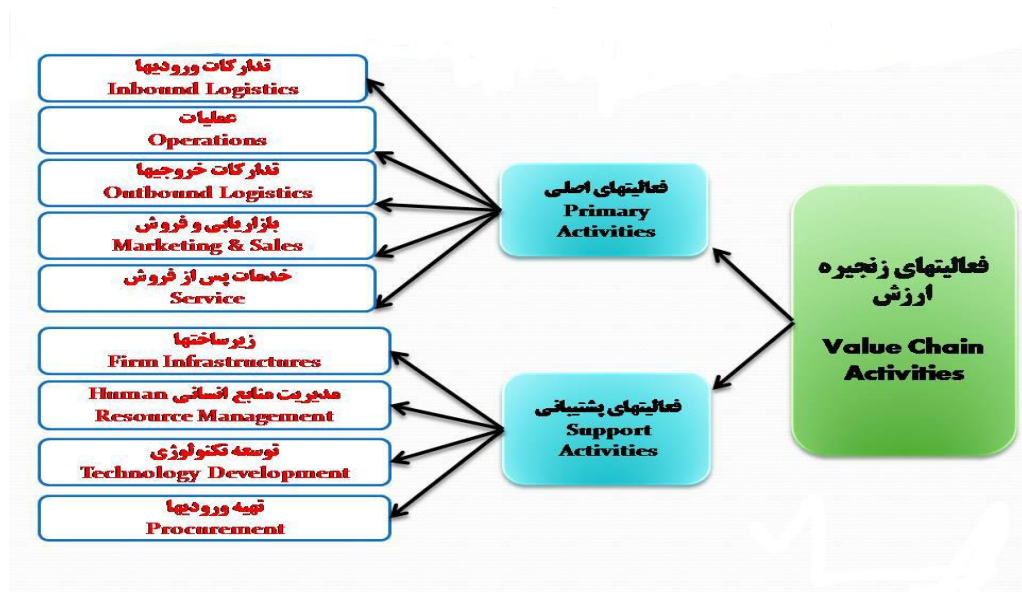 فعالیتهای زنجیره
ارزش
Value Chain
Activities
فعالیتهای اصلی
Primary
Activities
تدارکات ورودیها
Inbound Logistics
عملیات
Operations
تدارکات خروجیها
Outbound Logistics
بازاریابی و فروش
Marketing & Sales
خدمات پس از فروش
Service
فعالیتهای پشتیبانی
Support
Activities
زیرساختها
Firm Infrastructures
مدیریت منابع انسانی Human
Resource Management
توسعه تکنولوژی
Technology Development
تهیه ورودیها
Procurement